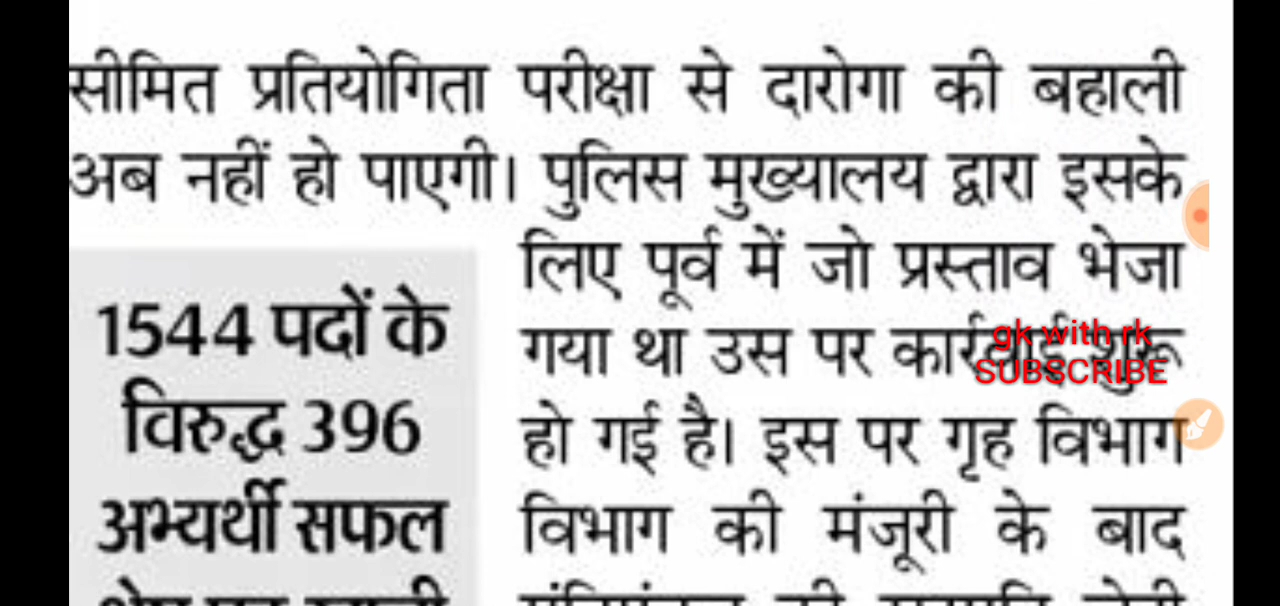 सीमित प्रतियोगिता परीक्षा से दारोगा की बहाली
अब नहीं हो पाएगी। पुलिस मुख्यालय द्वारा इसके
लिए पूर्व में जो प्रस्ताव भेजा
गया था उस पर कार्रवाई शुरू
हो गई है। इस पर गृह विभाग
विभाग की मंजूरी के बाद
1544 पदों के
विरुद्ध 396
अभ्यर्थी सफल
gk with rk
SUBSCRIBE